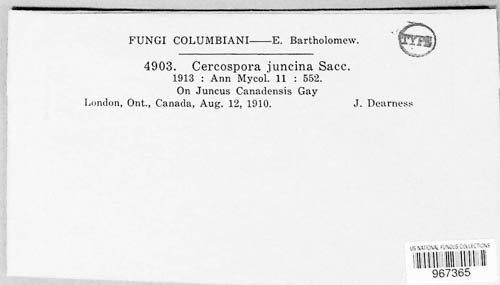 FUNGI COLUMBIANI—E. Bartholomew.
TYPE
4903. Cercospora juncina Sacc.
1913 : Ann Mycol. 11 : 552.
On Juncus Canadensis Gay
London, Ont., Canada, Aug. 12, 1910. J. Dearness
US NATIONAL FUNGUS COLLECTIONS
967365